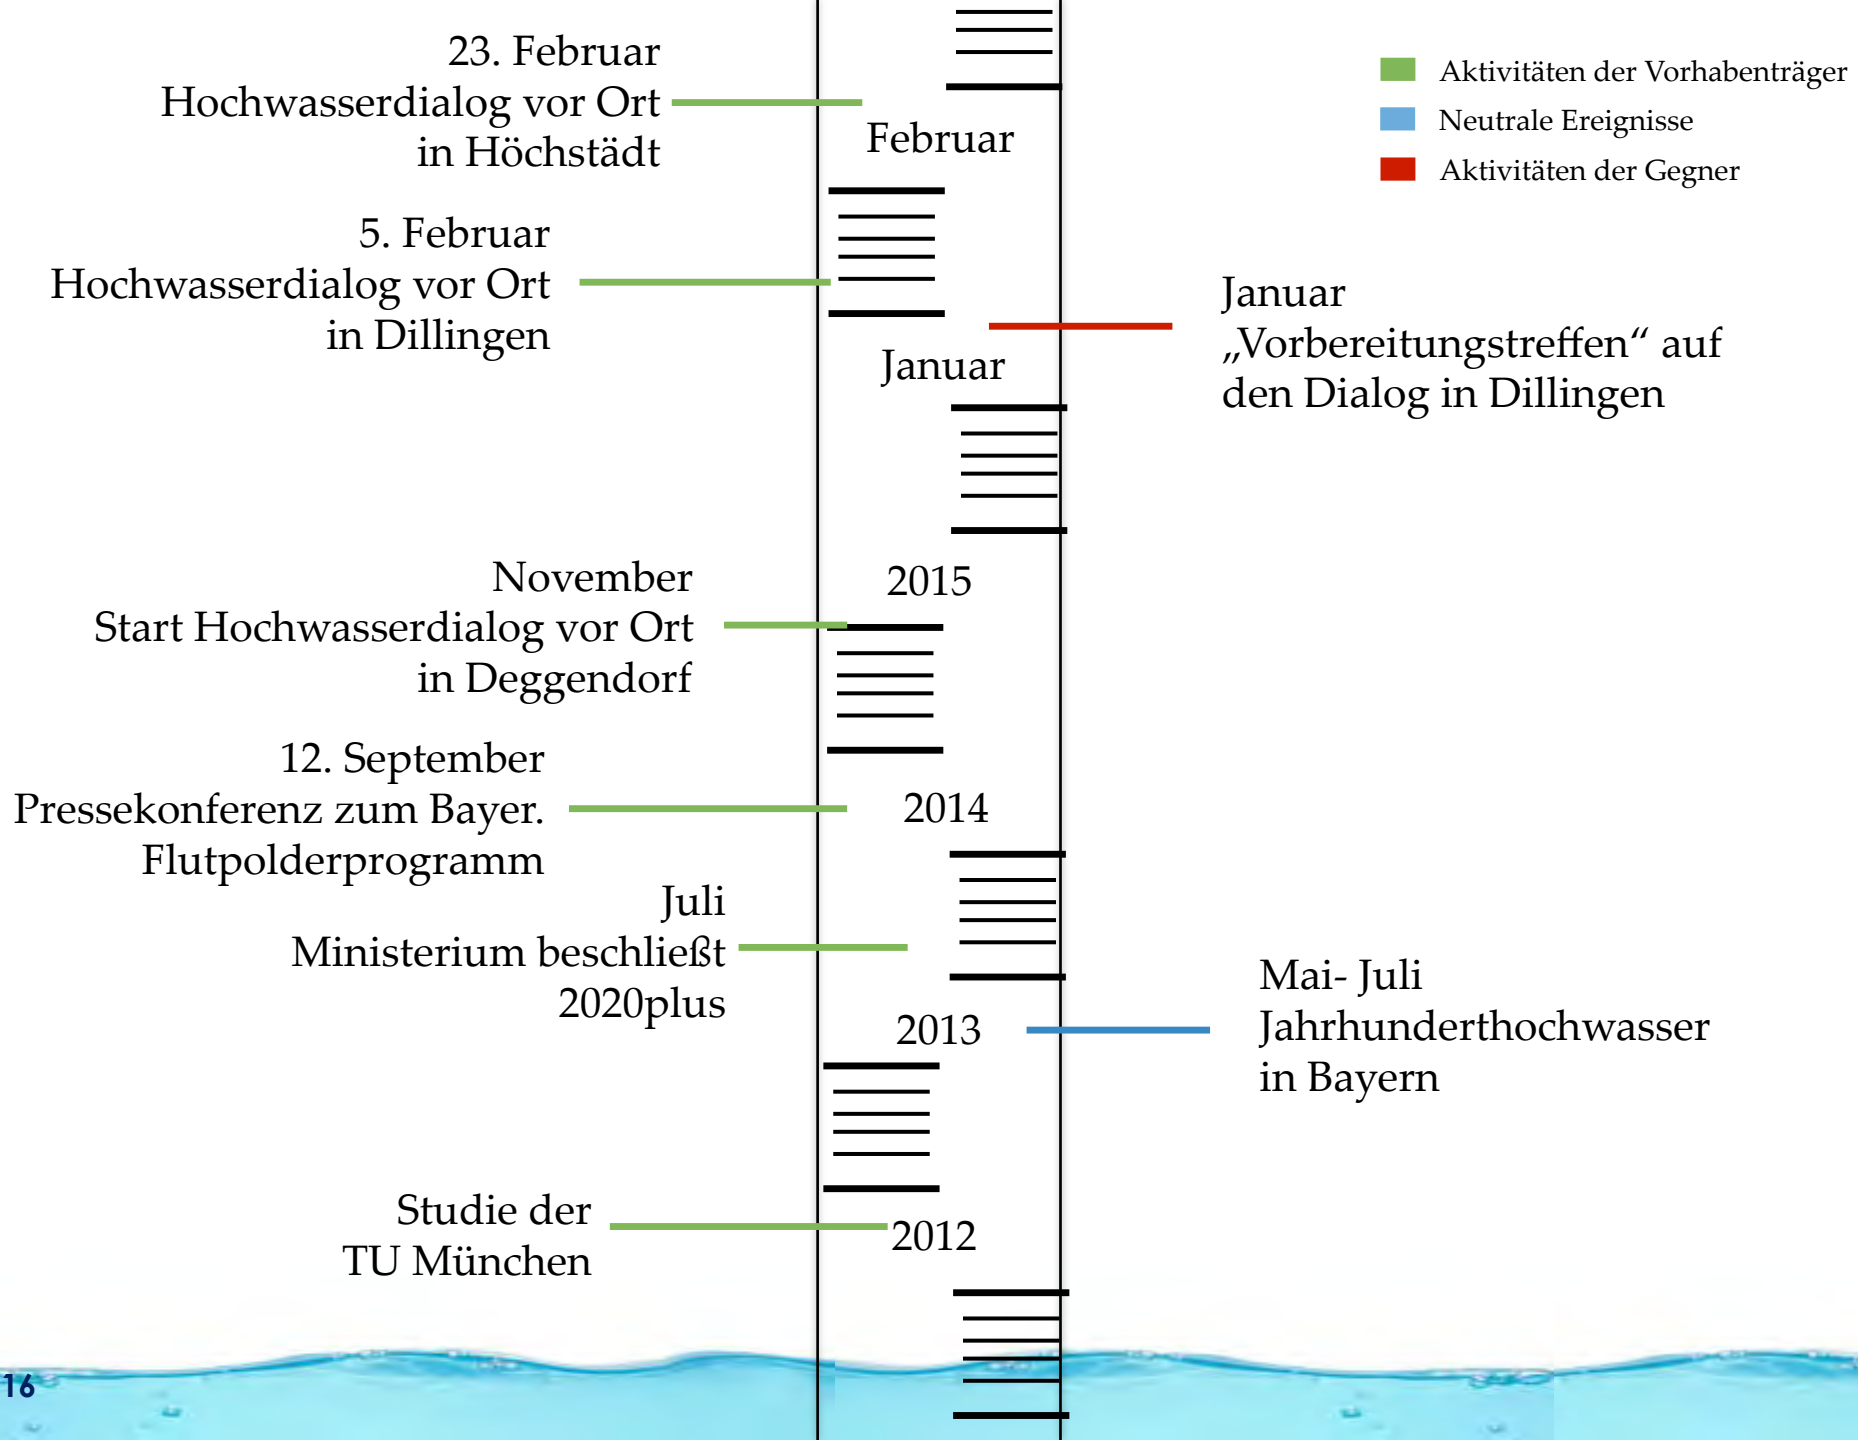 23. Februar
Hochwasserdialog vor Ort
in Höchstädt
Februar
Aktivitäten der Vorhabenträger
Neutrale Ereignisse
Aktivitäten der Gegner
5. Februar
Hochwasserdialog vor Ort
in Dillingen
Januar
Januar
„Vorbereitungstreffen“ auf
den Dialog in Dillingen
November
Start Hochwasserdialog vor Ort
in Deggendorf
2015
12. September
Pressekonferenz zum Bayer.
Flutpolderprogramm
2014
Juli
Ministerium beschließt
2020plus
2013
Mai- Juli
Jahrhunderthochwasser
in Bayern
Studie der
TU München
2012
16